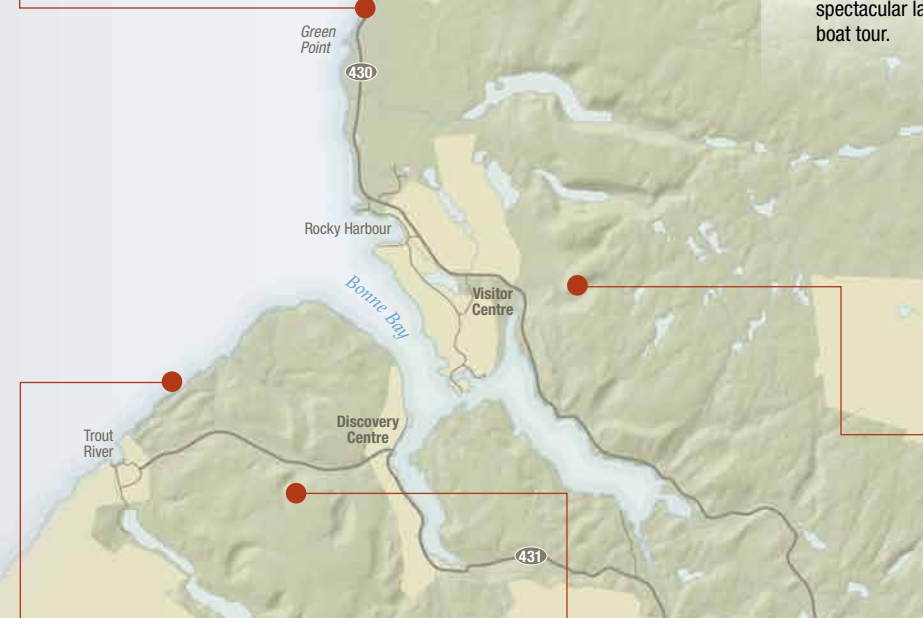 spectacular la
boat tour.
Green
Point
430
Rocky Harbour
Bonne Bay
Visitor
Centre
Discovery
Centre
Trout
River
431